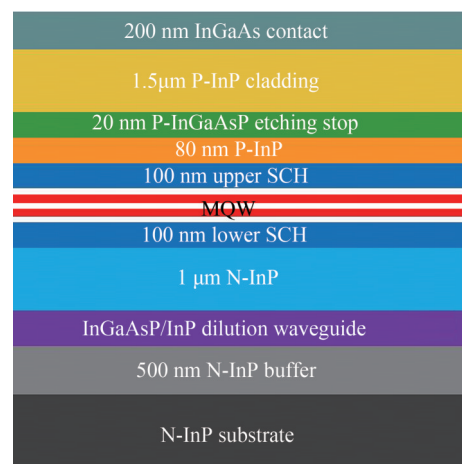 200 nm InGaAs contact
1.5μm P-InP cladding
20 nm P-InGaAsP etching stop
80 nm P-InP
100 nm upper SCH
MQW
100 nm lower SCH
1 μm N-InP
InGaAsP/InP dilution waveguide
500 nm N-InP buffer
N-InP substrate